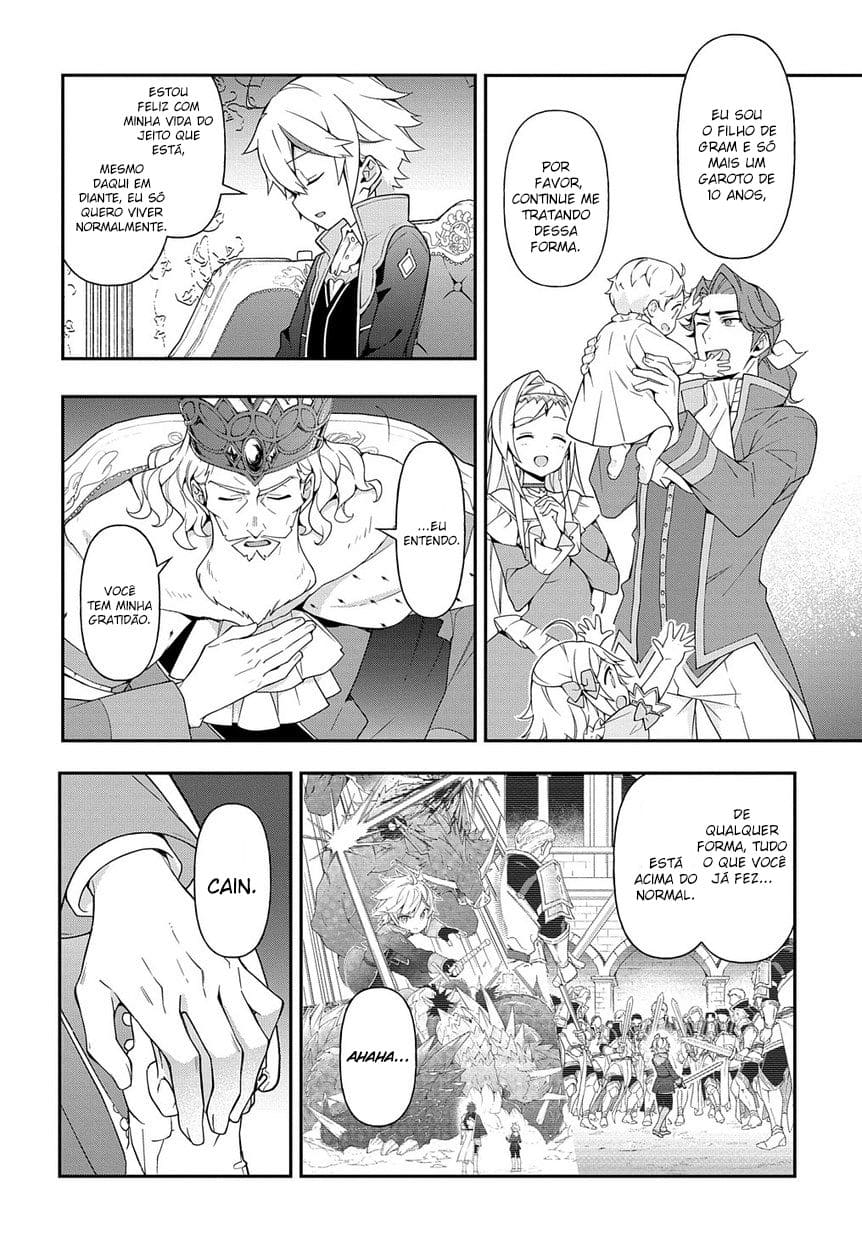 EU SOU
O FILHO DE
GRAM E SÓ
MAIS UM
GAROTO DE
10 ANOS,
POR
FAVOR,
CONTINUE ME
TRATANDO
DESSA
FORMA.
ESTOU
FELIZ COM
MINHA VIDA DO
JEITO QUE
ESTÁ,
MESMO
DAQUI EM
DIANTE, EU SÓ
QUERO VIVER
NORMALMENTE.
...EU
ENTENDO.
VOCÊ
TEM MINHA
GRATIDÃO.
DE
QUALQUER
FORMA, TUDO
O QUE VOCÊ
JÁ FEZ...
ESTÁ
ACIMA DO
NORMAL.
AHAHA...
CAIN.